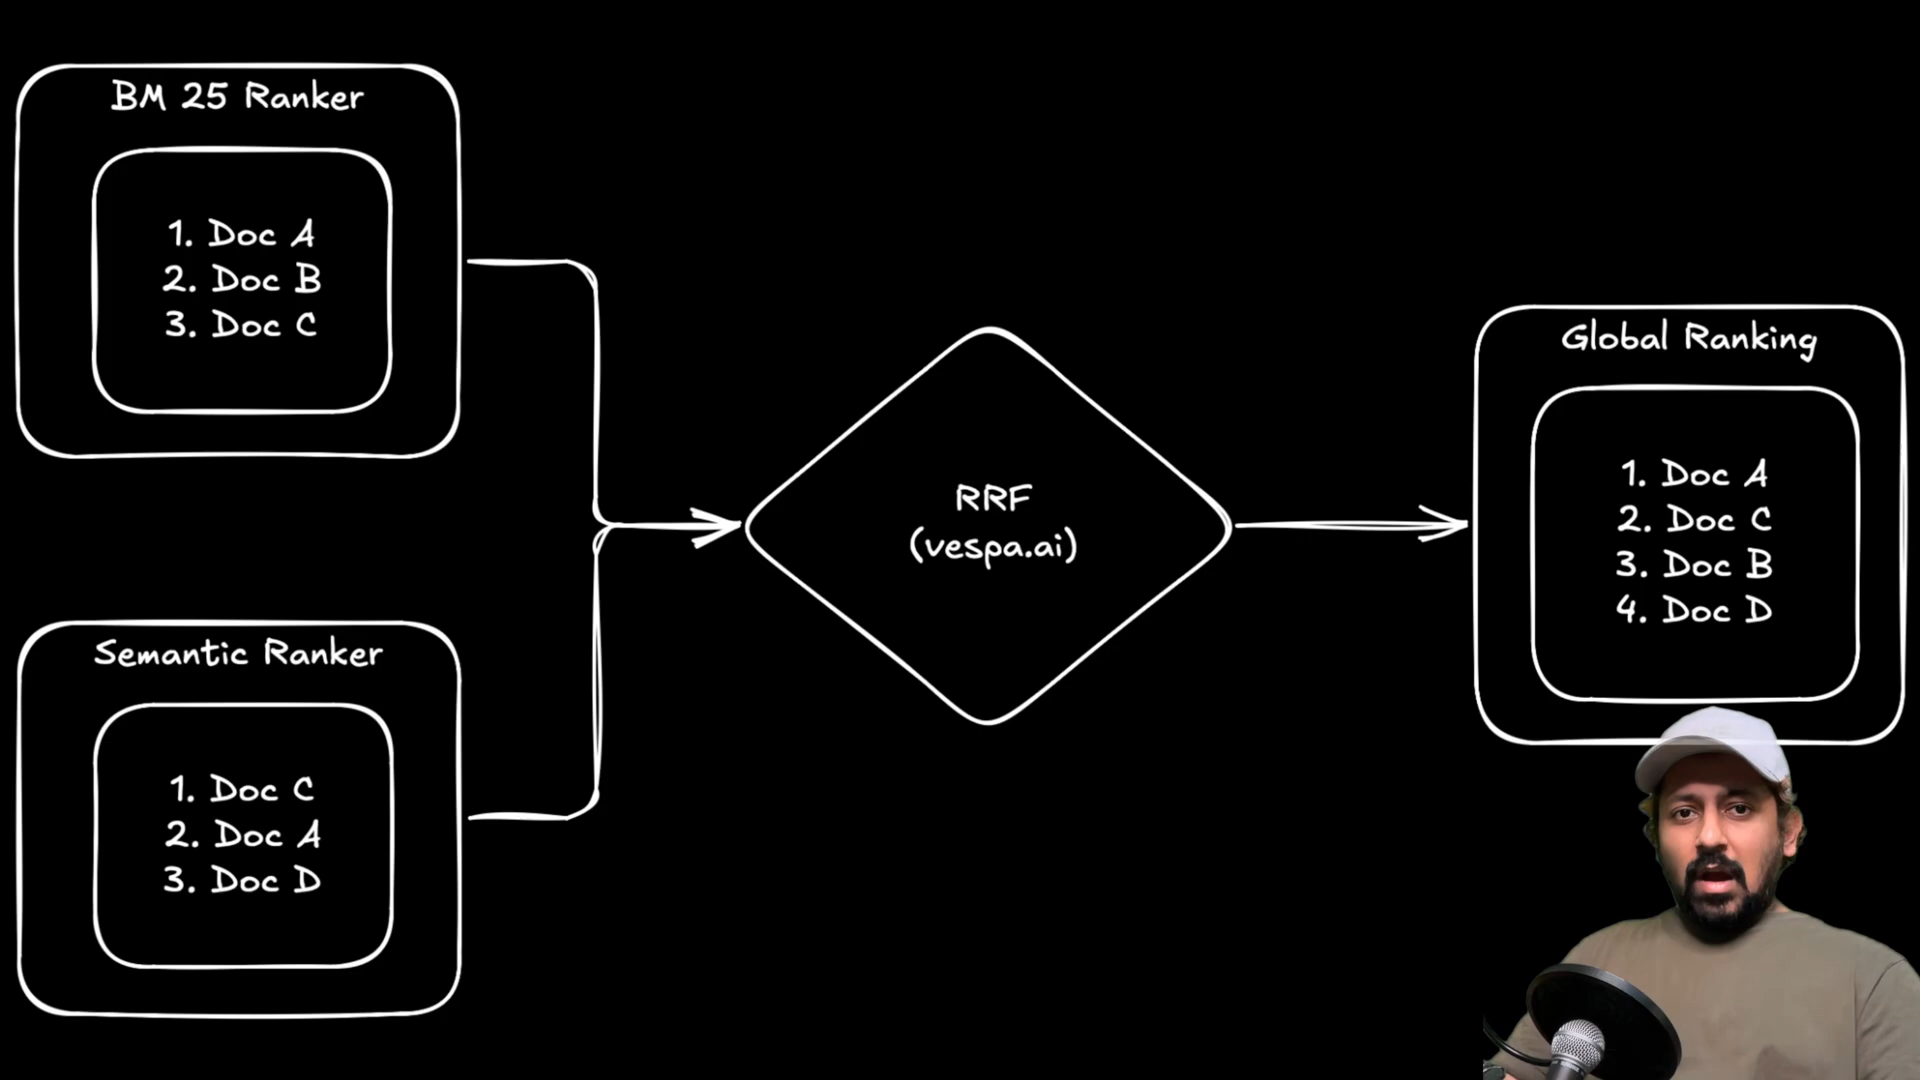 BM 25 Ranker
1. Doc A
2. Doc B
3. Doc C
Semantic Ranker
1. Doc C
2. Doc A
3. Doc D
RRF
(vespa.ai)
Global Ranking
1. Doc A
2. Doc C
3. Doc B
4. Doc D